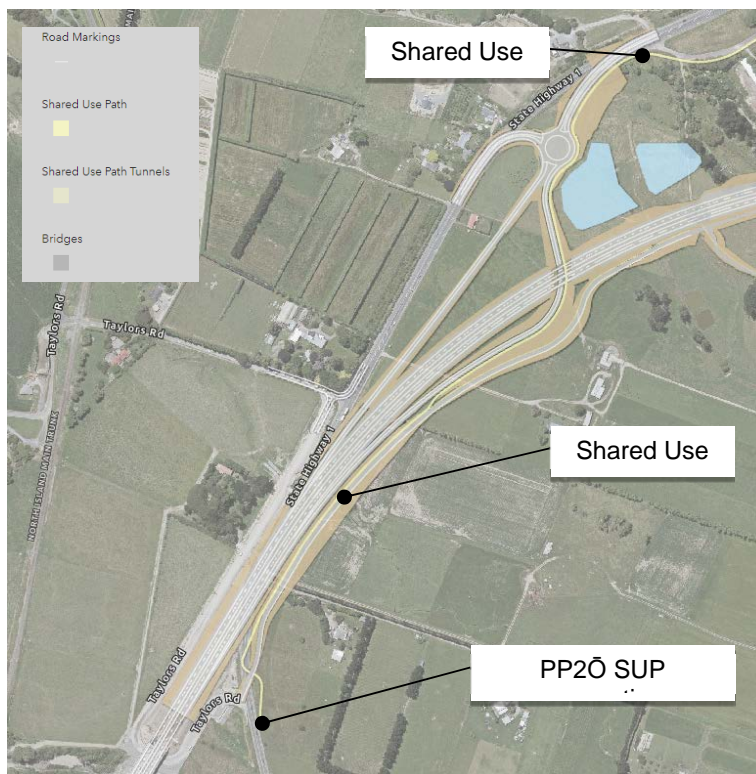 Road Markings
Shared Use Path
Shared Use Path Tunnels
Bridges
Shared Use
State Highway 1
Taylors Rd
Taylors Rd
NORTH ISLAND MAIN TRUNK
State Highway 1
Shared Use
PP2Ō SUP
Taylors Rd
Taylors Rd